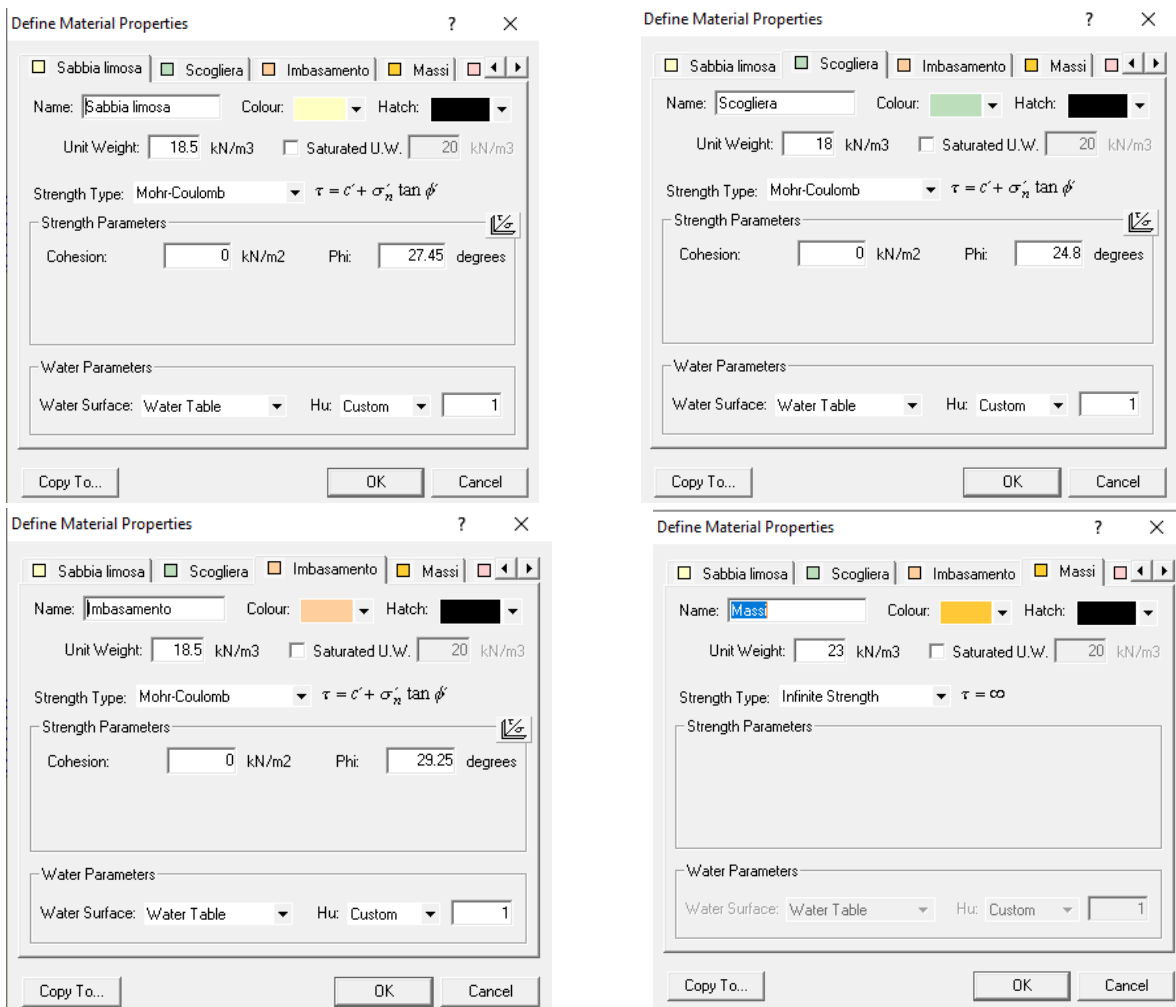 Define Material Properties ? ×
Sabbia limosa Scogliera Imbasamento Massi
Name: Sabbia limosa Colour: Hatch:
Unit Weight: 18.5 kN/m3 Saturated U.W. 20 kN/m3
Strength Type: Mohr-Coulomb τ = c′ + σ′n tan ϕ′
Strength Parameters
Cohesion: 0 kN/m2 Phi: 27.45 degrees
Water Parameters
Water Surface: Water Table Hu: Custom 1
Copy To... OK Cancel
Define Material Properties ? ×
Sabbia limosa Scogliera Imbasamento Massi
Name: Scogliera Colour: Hatch:
Unit Weight: 18 kN/m3 Saturated U.W. 20 kN/m3
Strength Type: Mohr-Coulomb τ = c′ + σ′n tan ϕ′
Strength Parameters
Cohesion: 0 kN/m2 Phi: 24.8 degrees
Water Parameters
Water Surface: Water Table Hu: Custom 1
Copy To... OK Cancel
Define Material Properties ? ×
Sabbia limosa Scogliera Imbasamento Massi
Name: Imbasamento Colour: Hatch:
Unit Weight: 18.5 kN/m3 Saturated U.W. 20 kN/m3
Strength Type: Mohr-Coulomb τ = c′ + σ′n tan ϕ′
Strength Parameters
Cohesion: 0 kN/m2 Phi: 29.25 degrees
Water Parameters
Water Surface: Water Table Hu: Custom 1
Copy To... OK Cancel
Define Material Properties ? ×
Sabbia limosa Scogliera Imbasamento Massi
Name: Massi Colour: Hatch:
Unit Weight: 23 kN/m3 Saturated U.W. 20 kN/m3
Strength Type: Infinite Strength τ = ∞
Strength Parameters
Water Parameters
Water Surface: Water Table Hu: Custom 1
Copy To... OK Cancel